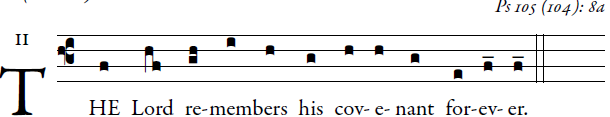 Ps 105 (104): 8a
II
THE Lord re-members his cov- e- nant for-ev- er.